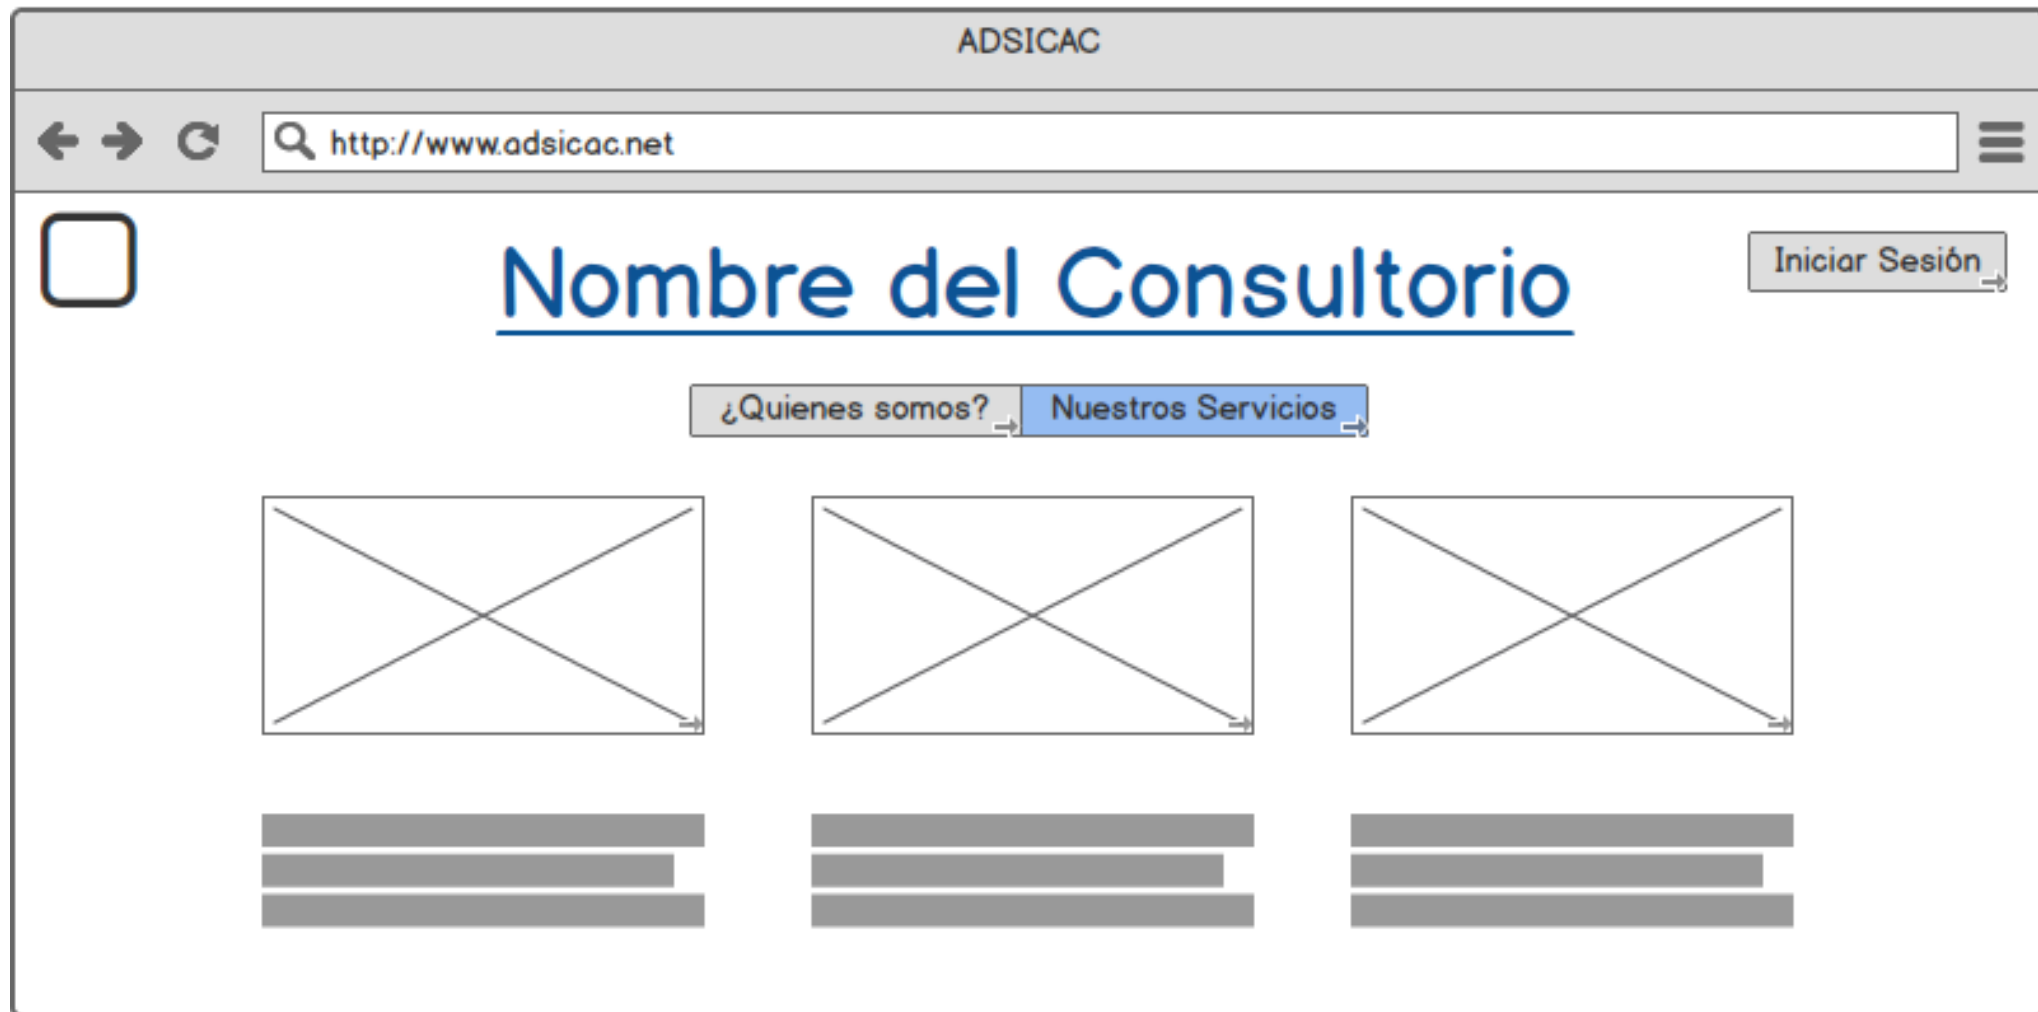 ADSICAC
http://www.adsicac.net
Nombre del Consultorio
Iniciar Sesión
¿Quienes somos?
Nuestros Servicios